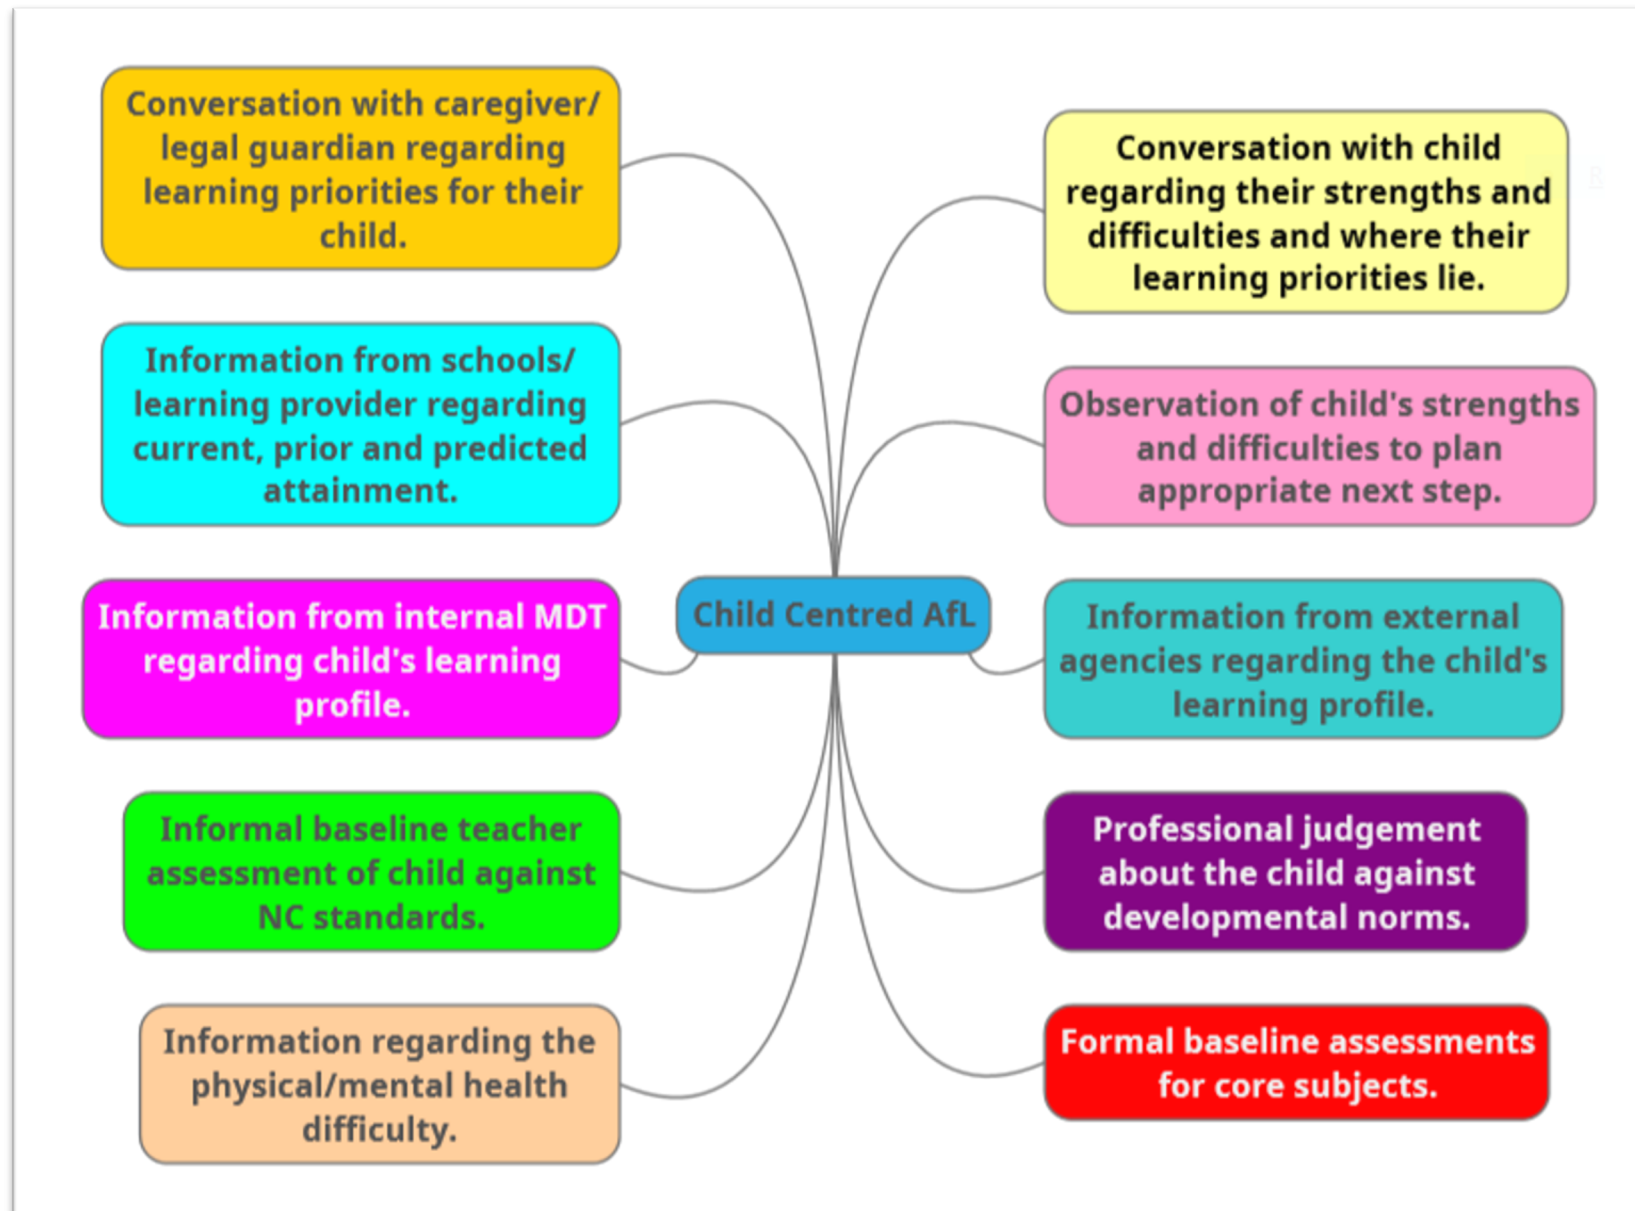 Conversation with caregiver/
legal guardian regarding
learning priorities for their
child.
Information from schools/
learning provider regarding
current, prior and predicted
attainment.
Information from internal MDT
regarding child's learning
profile.
Informal baseline teacher
assessment of child against
NC standards.
Information regarding the
physical/mental health
difficulty.
Child Centred AfL
Conversation with child
regarding their strengths and
difficulties and where their
learning priorities lie.
Observation of child's strengths
and difficulties to plan
appropriate next step.
Information from external
agencies regarding the child's
learning profile.
Professional judgement
about the child against
developmental norms.
Formal baseline assessments
for core subjects.